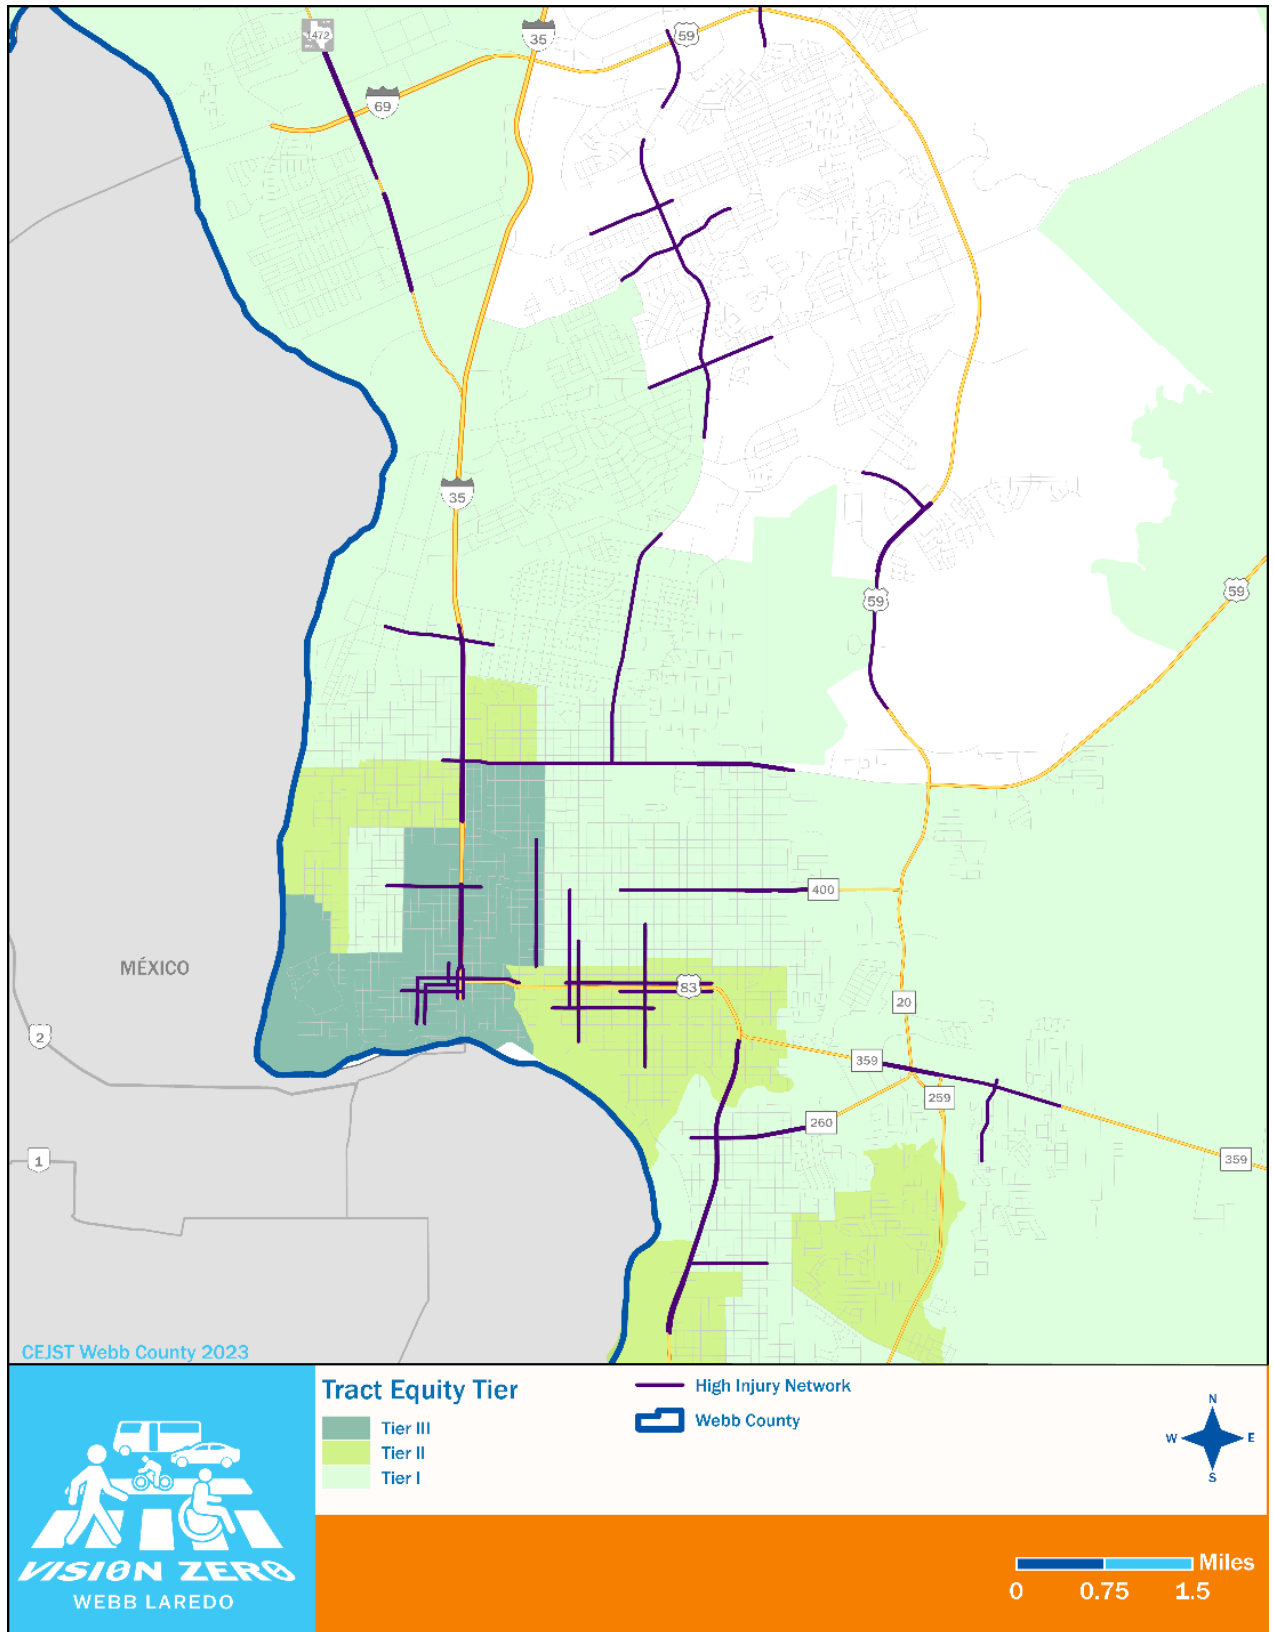 1472
35
59
69
35
59
59
400
MÉXICO
83
20
2
359
259
260
1
359
CEJST Webb County 2023
Tract Equity Tier
Tier III
Tier II
Tier I
High Injury Network
Webb County
N
W
E
S
VISION ZERO
WEBB LAREDO
Miles
0 0.75 1.5